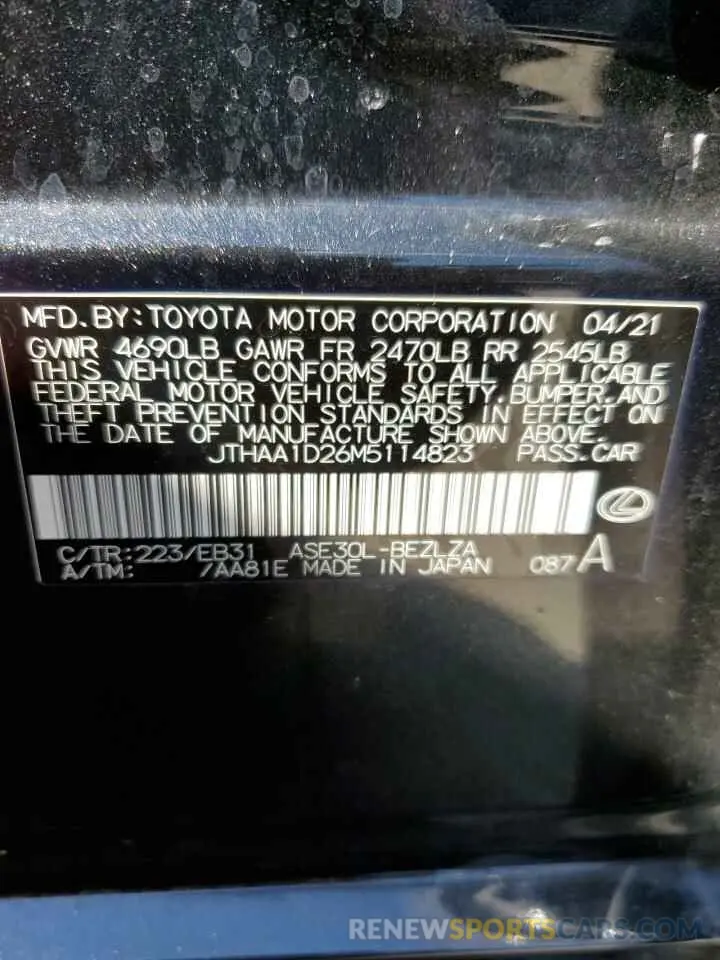 MFD. BY: TOYOTA MOTOR CORPORATION 04/21
GVWR 4690LB GAWR FR 2470LB RR 2545LB
THIS VEHICLE CONFORMS TO ALL APPLICABLE
FEDERAL MOTOR VEHICLE SAFETY, BUMPER, AND
THEFT PREVENTION STANDARDS IN EFFECT ON
THE DATE OF MANUFACTURE SHOWN ABOVE.
JTHAA1D26M5114823 PASS. CAR
C/TR: 223/EB31 ASE30L-BEZLZA
A/TM: 7AA81E MADE IN JAPAN 087 A
RENEWSPORTSCARS.COM